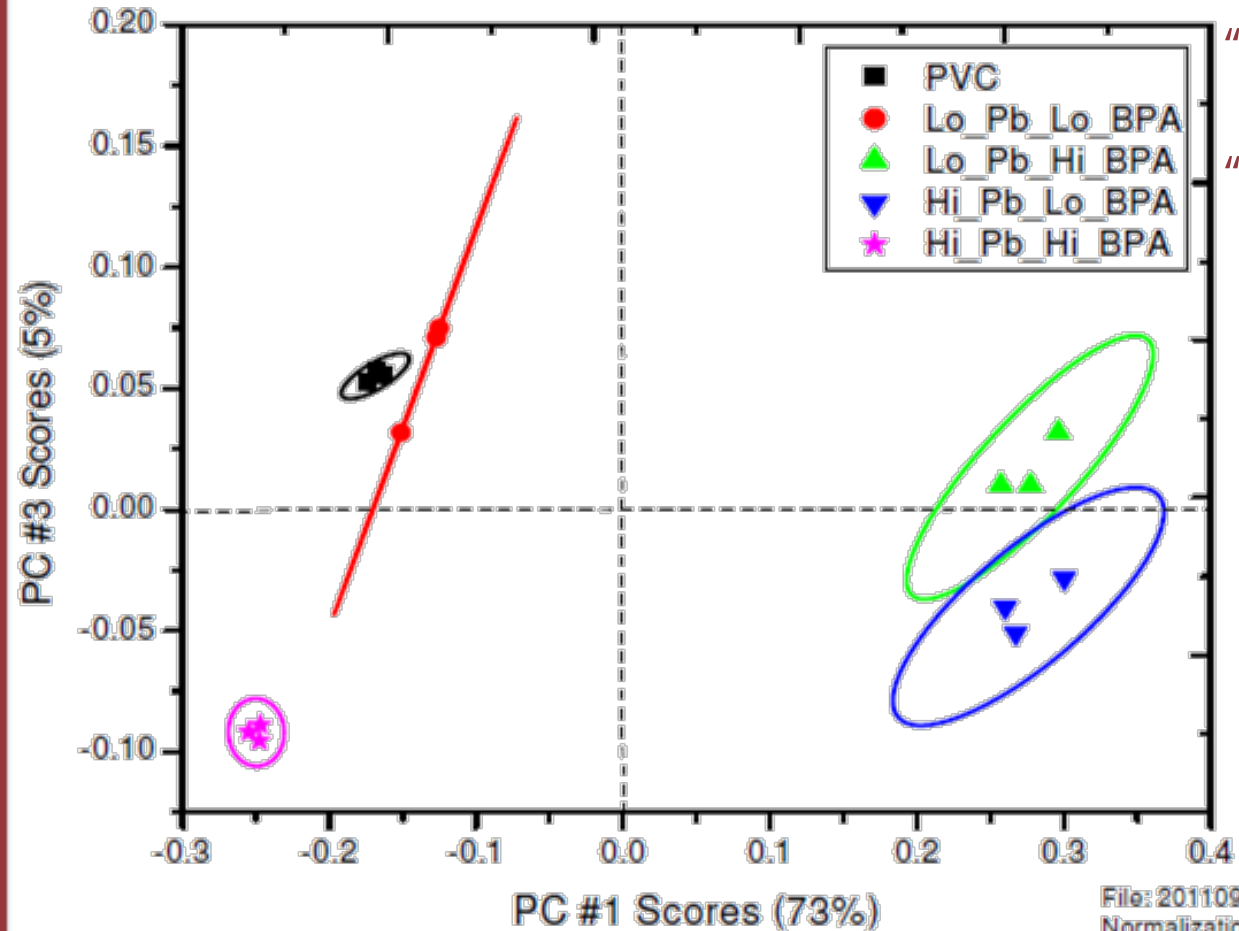 0.20
0.15
0.10
0.05
0.00
-0.05
-0.10
PC #3 Scores (5%)
PVC
Lo_Pb_Lo_BPA
Lo_Pb_Hi_BPA
Hi_Pb_Lo_BPA
Hi_Pb_Hi_BPA
“
“
-0.3 -0.2 -0.1 0.0 0.1 0.2 0.3 0.4
PC #1 Scores (73%)
File: 201109